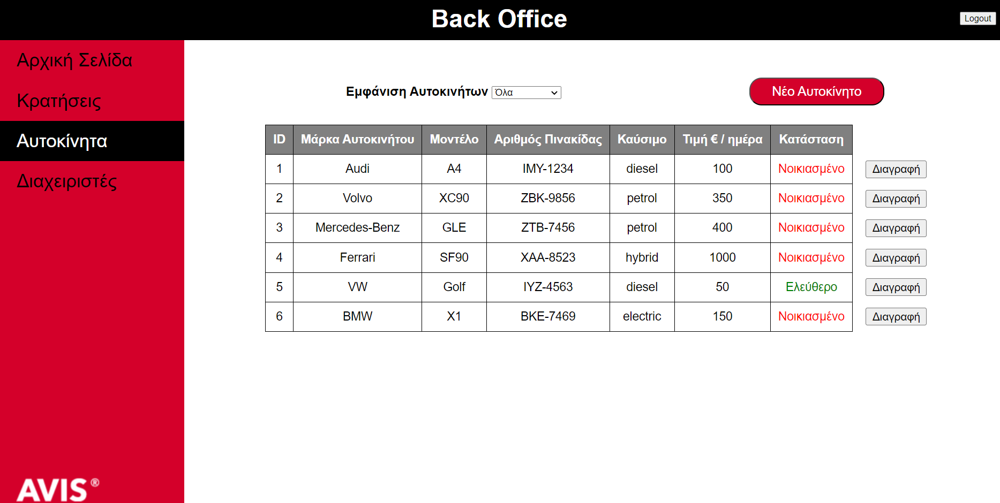 Back Office
Logout
Αρχική Σελίδα
Κρατήσεις
Αυτοκίνητα
Διαχειριστές
Εμφάνιση Αυτοκινήτων Όλα
Νέο Αυτοκίνητο
ID Μάρκα Αυτοκινήτου Μοντέλο Αριθμός Πινακίδας Καύσιμο Τιμή € / ημέρα Κατάσταση
1 Audi A4 IMY-1234 diesel 100 Νοικιασμένο Διαγραφή
2 Volvo XC90 ZBK-9856 petrol 350 Νοικιασμένο Διαγραφή
3 Mercedes-Benz GLE ZTB-7456 petrol 400 Νοικιασμένο Διαγραφή
4 Ferrari SF90 XAA-8523 hybrid 1000 Νοικιασμένο Διαγραφή
5 VW Golf IYZ-4563 diesel 50 Ελεύθερο Διαγραφή
6 BMW X1 BKE-7469 electric 150 Νοικιασμένο Διαγραφή
AVIS®